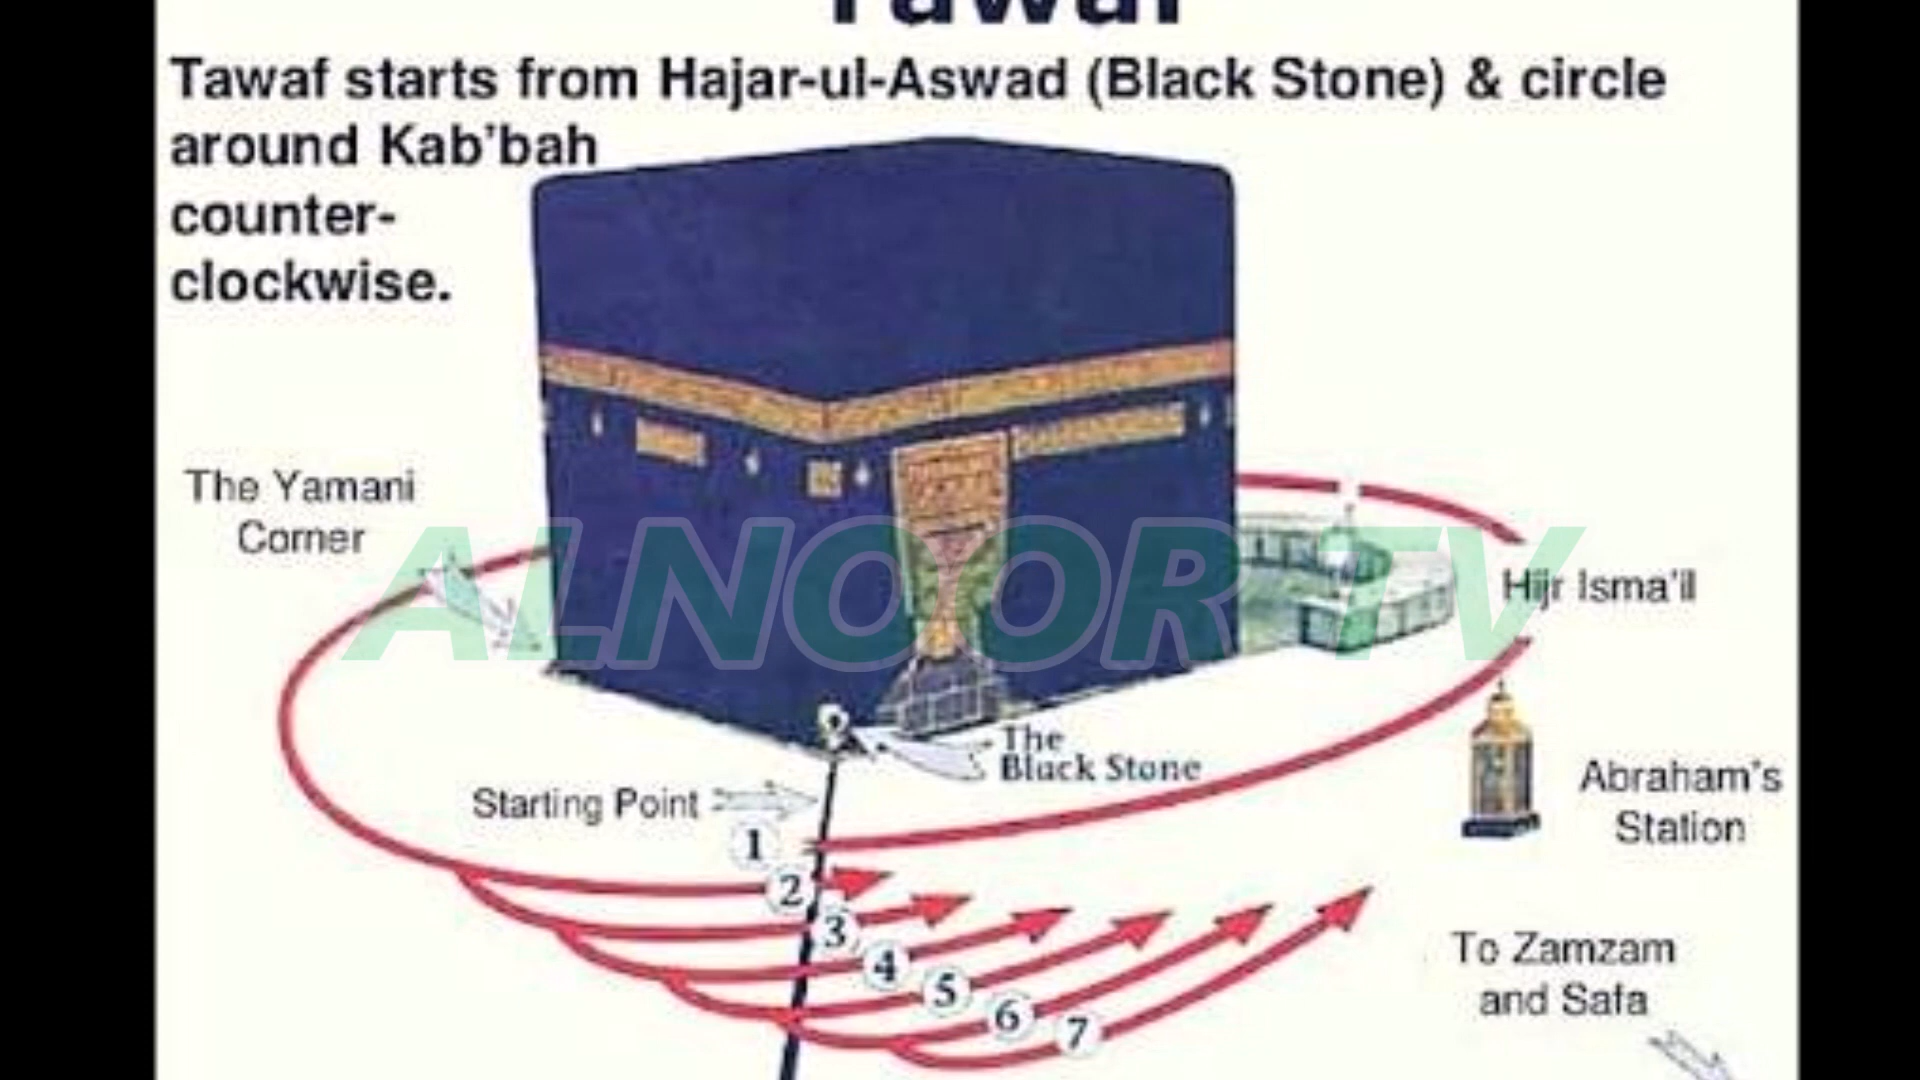 Tawaf
Tawaf starts from Hajar-ul-Aswad (Black Stone) & circle
around Kab'bah
counter-
clockwise.
The Yamani
Corner
ALNOOR TV
Hijr Isma'il
The
Black Stone
Starting Point
Abraham's
Station
1
2
3
4
5
6
7
To Zamzam
and Safa